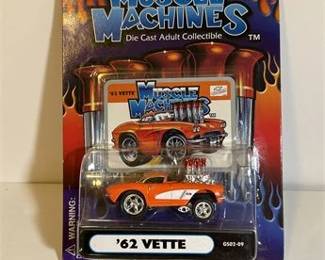 MUSCLE
MACHINES
TM
Die Cast Adult Collectible
'62 VETTE
MUSCLE
MACHINES
WARNING:
'62 VETTE
GS02-09